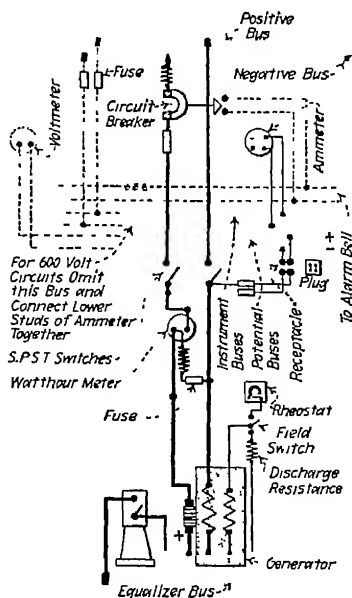 Positive
Bus
Fuse
Negative Bus
Circuit
Breaker
Voltmeter
Ammeter
For 600 Volt
Circuits Omit
this Bus and
Connect Lower
Studs of Ammeter
Together
S.P.S.T Switches
Watthour Meter
Fuse
Instrument
Buses
Potential
Buses
Receptacle
- +
Plug
To Alarm Bell
Rheostat
Field
Switch
Discharge
Resistance
+
Generator
Equalizer Bus